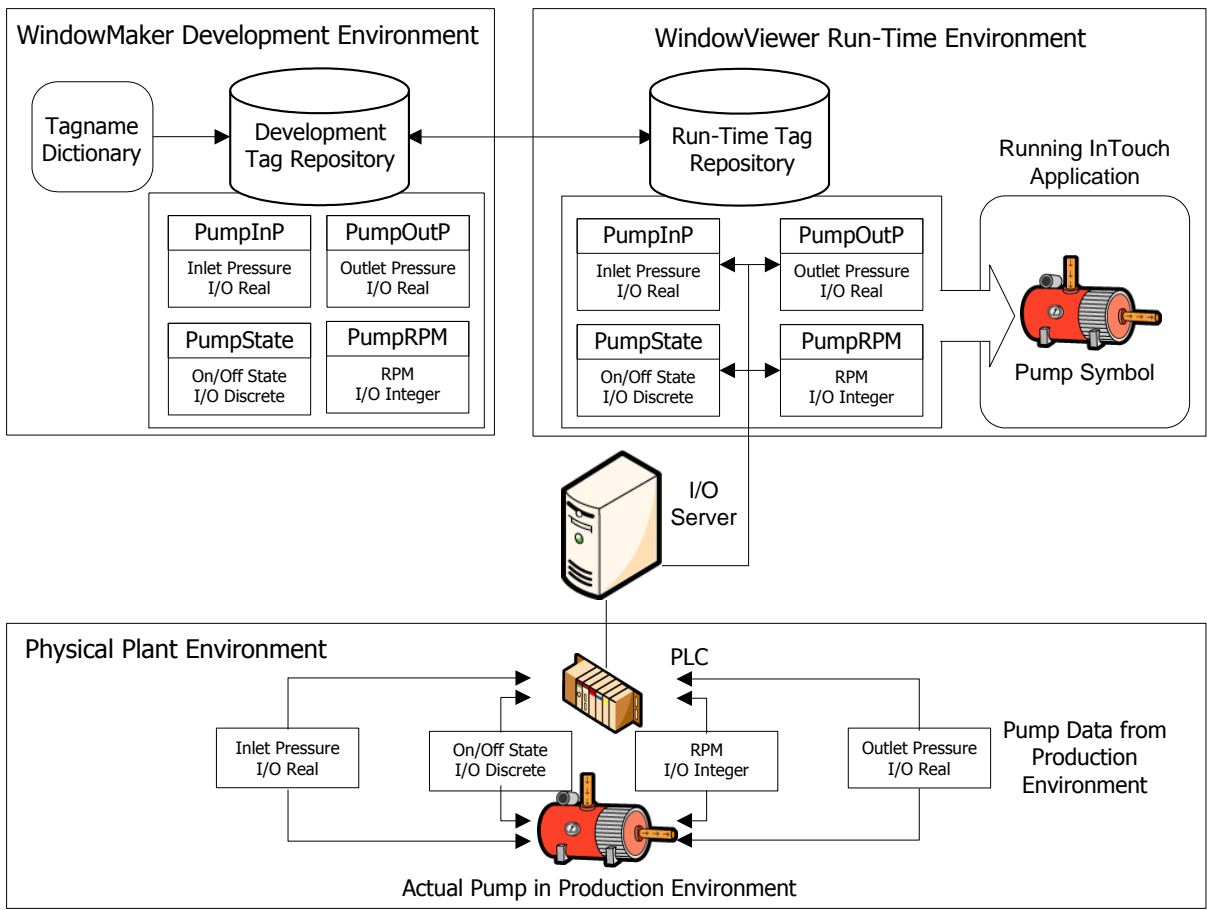 WindowMaker Development Environment
Tagname
Dictionary
Development
Tag Repository
PumpInP
Inlet Pressure
I/O Real
PumpOutP
Outlet Pressure
I/O Real
PumpState
On/Off State
I/O Discrete
PumpRPM
RPM
I/O Integer
WindowViewer Run-Time Environment
Run-Time Tag
Repository
PumpInP
Inlet Pressure
I/O Real
PumpOutP
Outlet Pressure
I/O Real
PumpState
On/Off State
I/O Discrete
PumpRPM
RPM
I/O Integer
Running InTouch
Application
Pump Symbol
I/O
Server
Physical Plant Environment
PLC
Inlet Pressure
I/O Real
On/Off State
I/O Discrete
RPM
I/O Integer
Outlet Pressure
I/O Real
Pump Data from
Production
Environment
Actual Pump in Production Environment